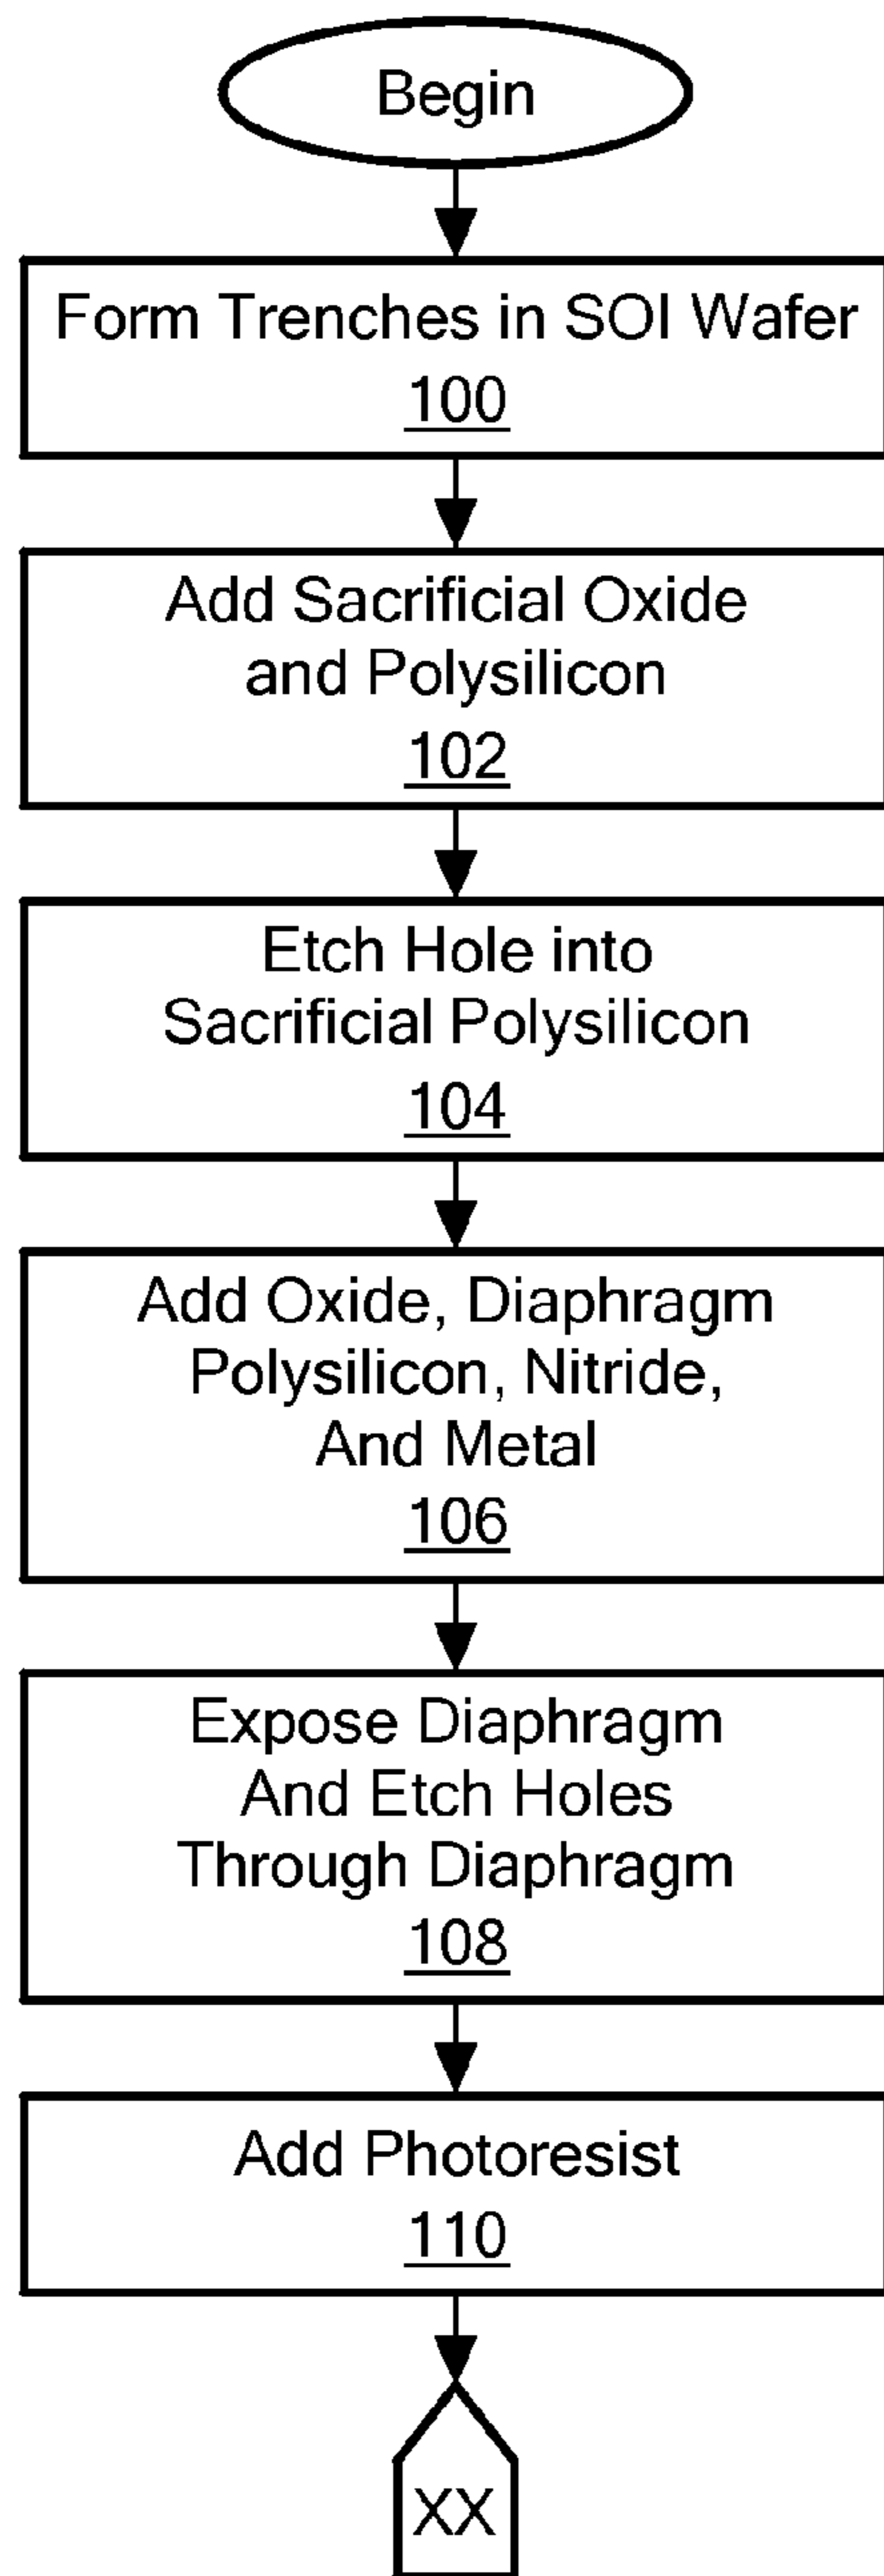 Begin
Form Trenches in SOI Wafer
100
Add Sacrificial Oxide
and Polysilicon
102
Etch Hole into
Sacrificial Polysilicon
104
Add Oxide, Diaphragm
Polysilicon, Nitride,
And Metal
106
Expose Diaphragm
And Etch Holes
Through Diaphragm
108
Add Photoresist
110
XX